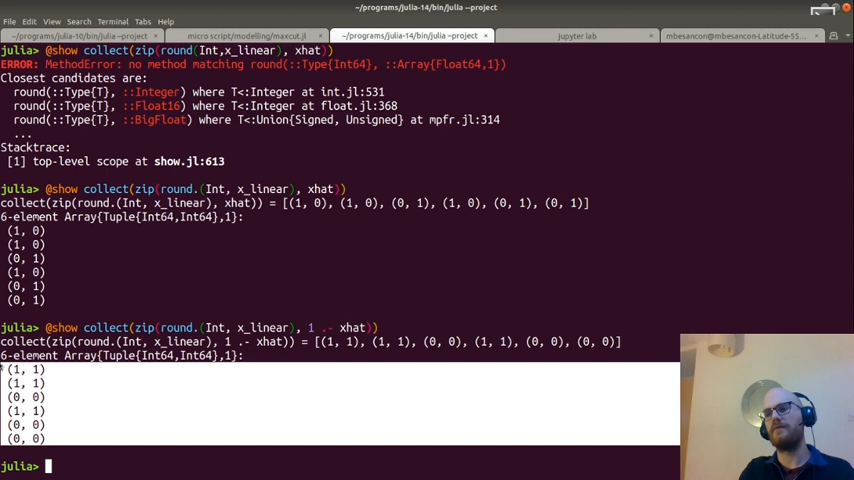 ~/programs/julia-14/bin/julia --project
File Edit View Search Terminal Tabs Help
~/programs/julia-10/bin/julia --project × micro script/modelling/maxcut.jl × ~/programs/julia-14/bin/julia --project × jupyter lab × mbesancon@mbesancon-Latitude-55... ×
julia> @show collect(zip(round(Int,x_linear), xhat))
ERROR: MethodError: no method matching round(::Type{Int64}, ::Array{Float64,1})
Closest candidates are:
round(::Type{T}, ::Integer) where T<:Integer at int.jl:531
round(::Type{T}, ::Float16) where T<:Integer at float.jl:368
round(::Type{T}, ::BigFloat) where T<:Union{Signed, Unsigned} at mpfr.jl:314
...
Stacktrace:
[1] top-level scope at show.jl:613
julia> @show collect(zip(round.(Int, x_linear), xhat))
collect(zip(round.(Int, x_linear), xhat)) = [(1, 0), (1, 0), (0, 1), (1, 0), (0, 1), (0, 1)]
6-element Array{Tuple{Int64,Int64},1}:
(1, 0)
(1, 0)
(0, 1)
(1, 0)
(0, 1)
(0, 1)
julia> @show collect(zip(round.(Int, x_linear), 1 .- xhat))
collect(zip(round.(Int, x_linear), 1 .- xhat)) = [(1, 1), (1, 1), (0, 0), (1, 1), (0, 0), (0, 0)]
6-element Array{Tuple{Int64,Int64},1}:
(1, 1)
(1, 1)
(0, 0)
(1, 1)
(0, 0)
(0, 0)
julia>